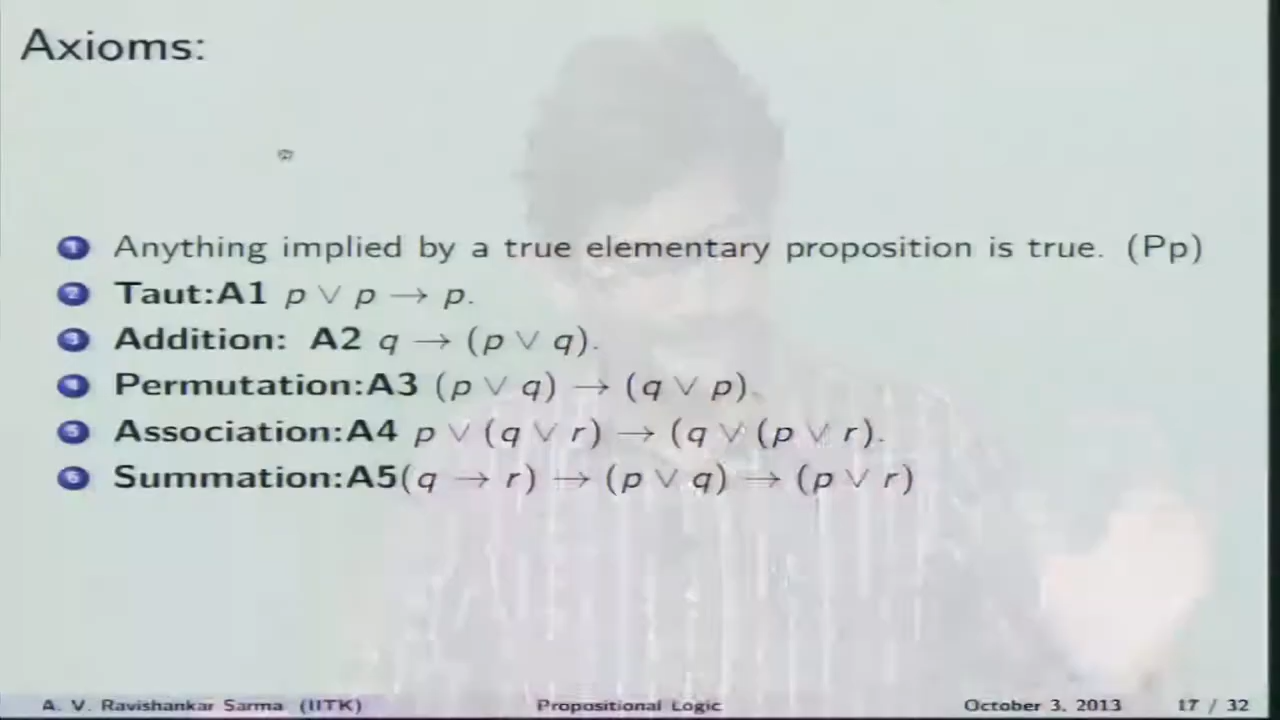 Axioms:
1 Anything implied by a true elementary proposition is true. (Pp)
2 Taut:A1 p ∨ p → p.
3 Addition: A2 q → (p ∨ q).
4 Permutation:A3 (p ∨ q) → (q ∨ p).
5 Association:A4 p ∨ (q ∨ r) → (q ∨ (p ∨ r).
6 Summation:A5(q → r) → (p ∨ q) → (p ∨ r)
A. V. Ravishankar Sarma (IITK) Propositional Logic October 3, 2013 17 / 32